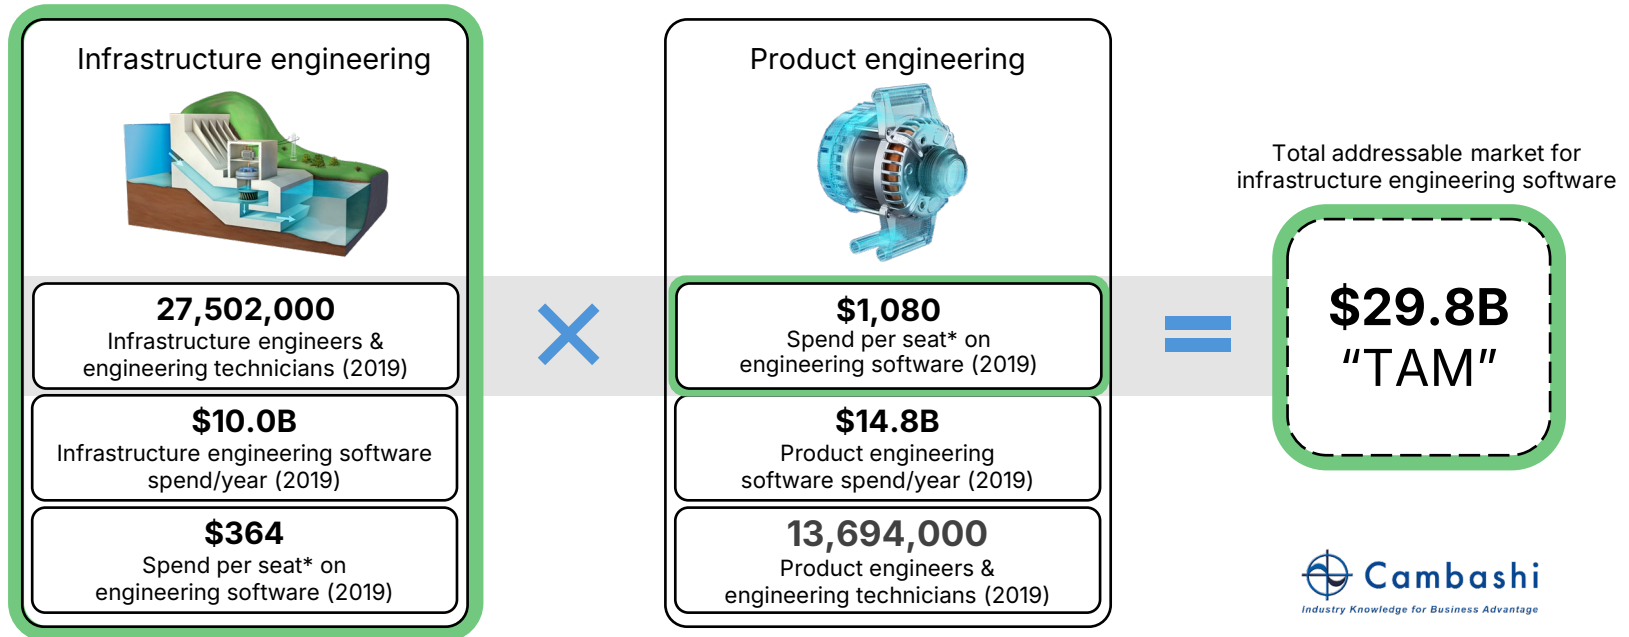 Infrastructure engineering
27,502,000
Infrastructure engineers &
engineering technicians (2019)
$10.0B
Infrastructure engineering software
spend/year (2019)
$364
Spend per seat* on
engineering software (2019)
Product engineering
$1,080
Spend per seat* on
engineering software (2019)
$14.8B
Product engineering
software spend/year (2019)
13,694,000
Product engineers &
engineering technicians (2019)
Total addressable market for
infrastructure engineering software
$29.8B
“TAM”
Cambashi
Industry Knowledge for Business Advantage